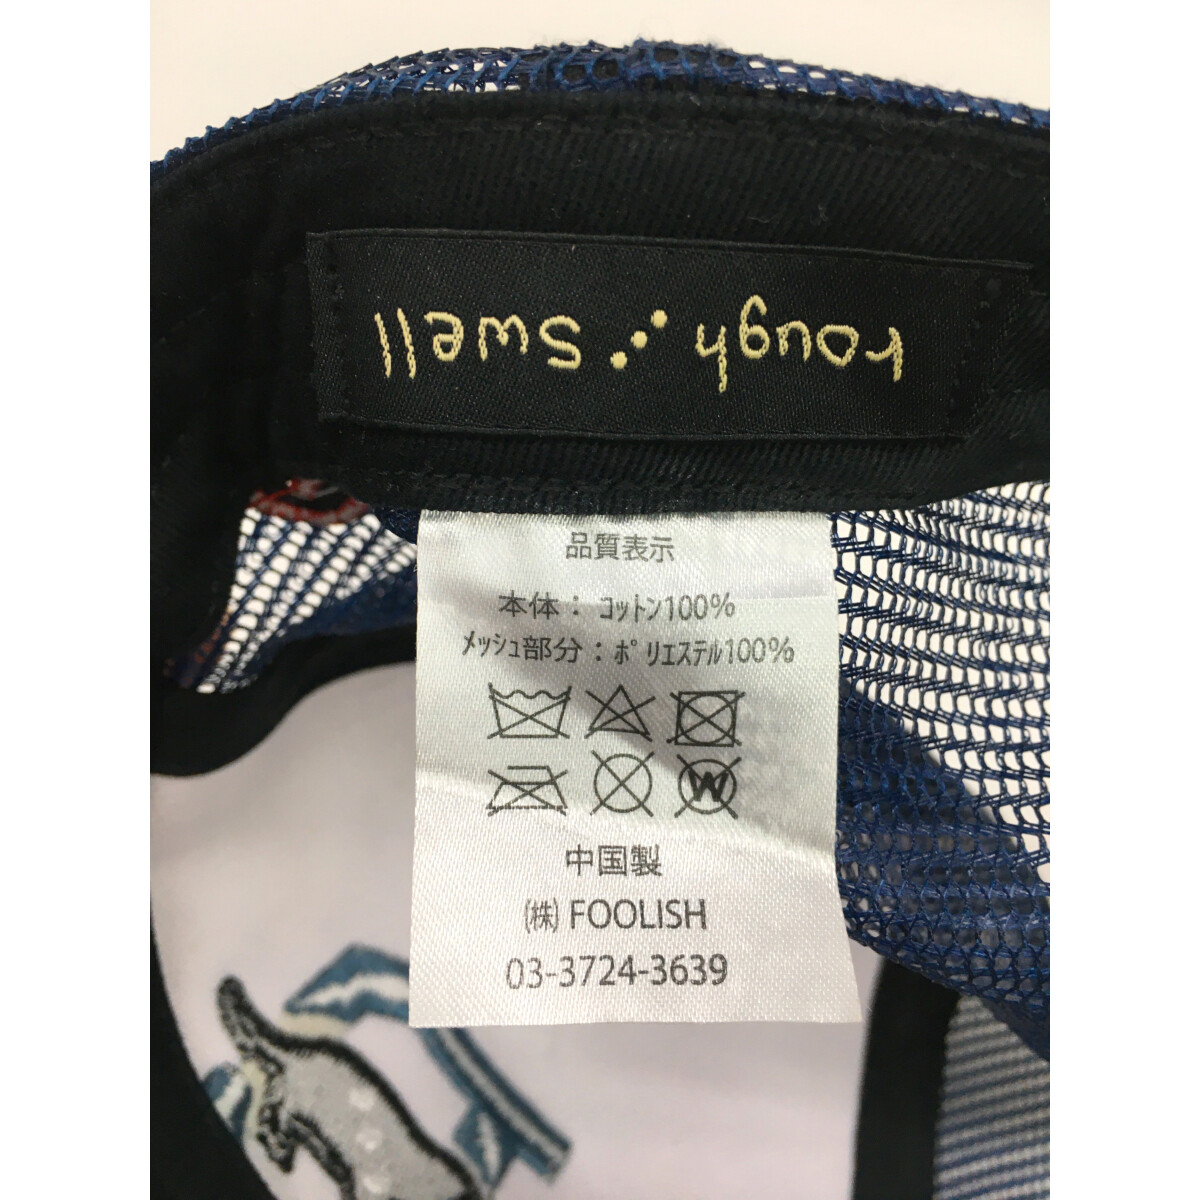 rough swell
品質表示
本体：コットン100%
メッシュ部分：ポリエステル100%
W
中国製
㈱ FOOLISH
03-3724-3639